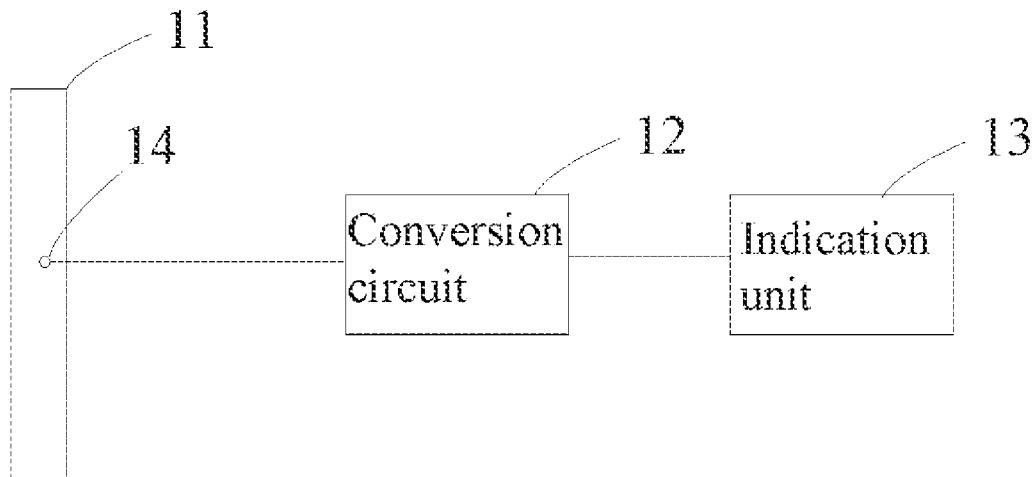 11
14
12
13
Conversion
circuit
Indication
unit